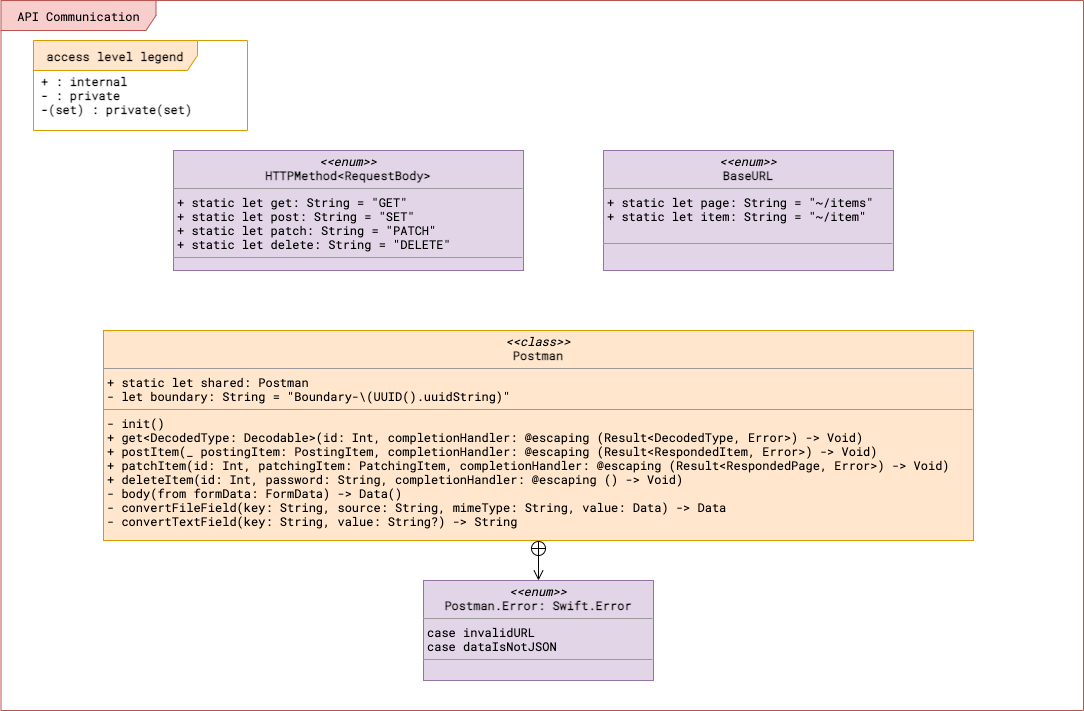 API Communication
access level legend
+ : internal
- : private
-(set) : private(set)
<<enum>>
HTTPMethod<RequestBody>
+ static let get: String = "GET"
+ static let post: String = "SET"
+ static let patch: String = "PATCH"
+ static let delete: String = "DELETE"
<<enum>>
BaseURL
+ static let page: String = "~/items"
+ static let item: String = "~/item"
<<class>>
Postman
+ static let shared: Postman
- let boundary: String = "Boundary-\(UUID().uuidString)"
- init()
+ get<DecodedType: Decodable>(id: Int, completionHandler: @escaping (Result<DecodedType, Error>) -> Void)
+ postItem(_ postingItem: PostingItem, completionHandler: @escaping (Result<RespondedItem, Error>) -> Void)
+ patchItem(id: Int, patchingItem: PatchingItem, completionHandler: @escaping (Result<RespondedPage, Error>) -> Void)
+ deleteItem(id: Int, password: String, completionHandler: @escaping () -> Void)
- body(from formData: FormData) -> Data()
- convertFileField(key: String, source: String, mimeType: String, value: Data) -> Data
- convertTextField(key: String, value: String?) -> String
<<enum>>
Postman.Error: Swift.Error
case invalidURL
case dataIsNotJSON